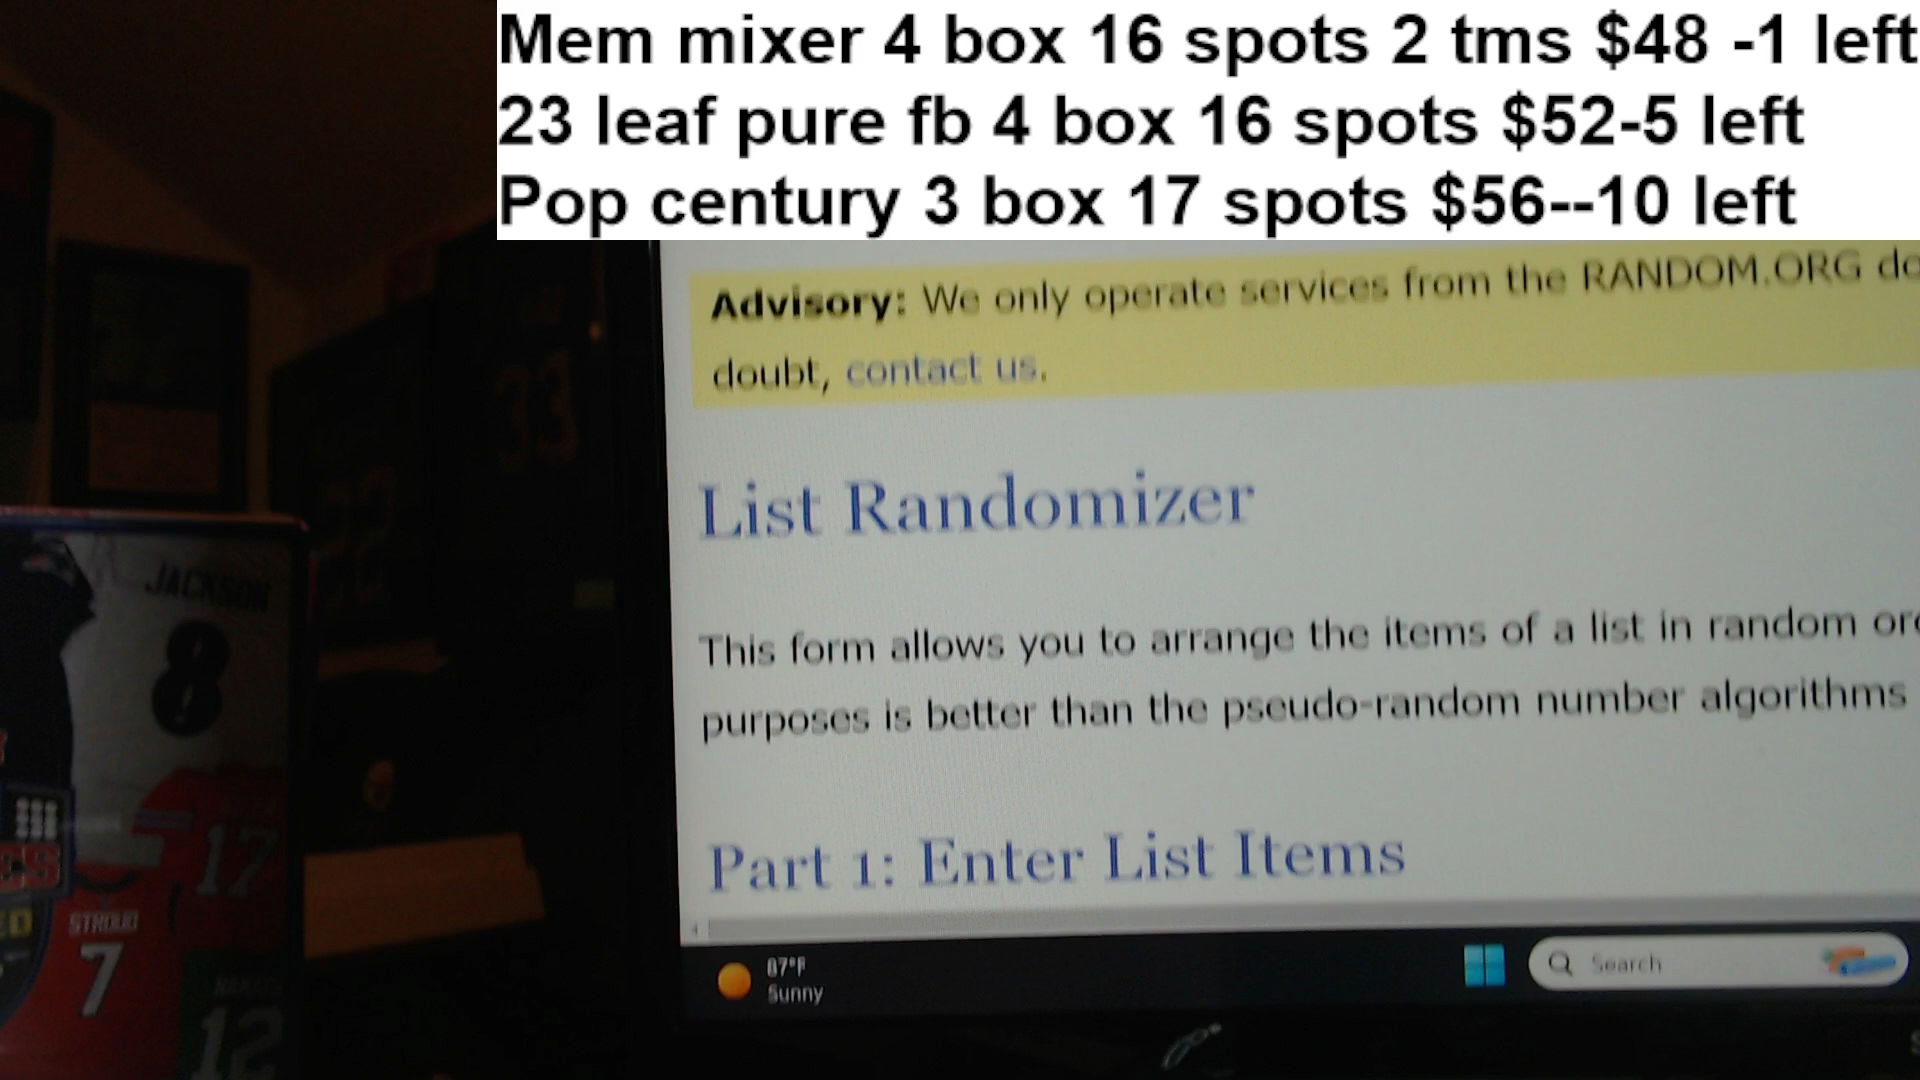 Mem mixer 4 box 16 spots 2 tms $48 -1 left
23 leaf pure fb 4 box 16 spots $52-5 left
Pop century 3 box 17 spots $56--10 left
Advisory: We only operate services from the RANDOM.ORG do
doubt, contact us.
List Randomizer
This form allows you to arrange the items of a list in random ord
purposes is better than the pseudo-random number algorithms
Part 1: Enter List Items
87°F
Sunny
Search
33
JACKSON
8
17
STROUD
7
12